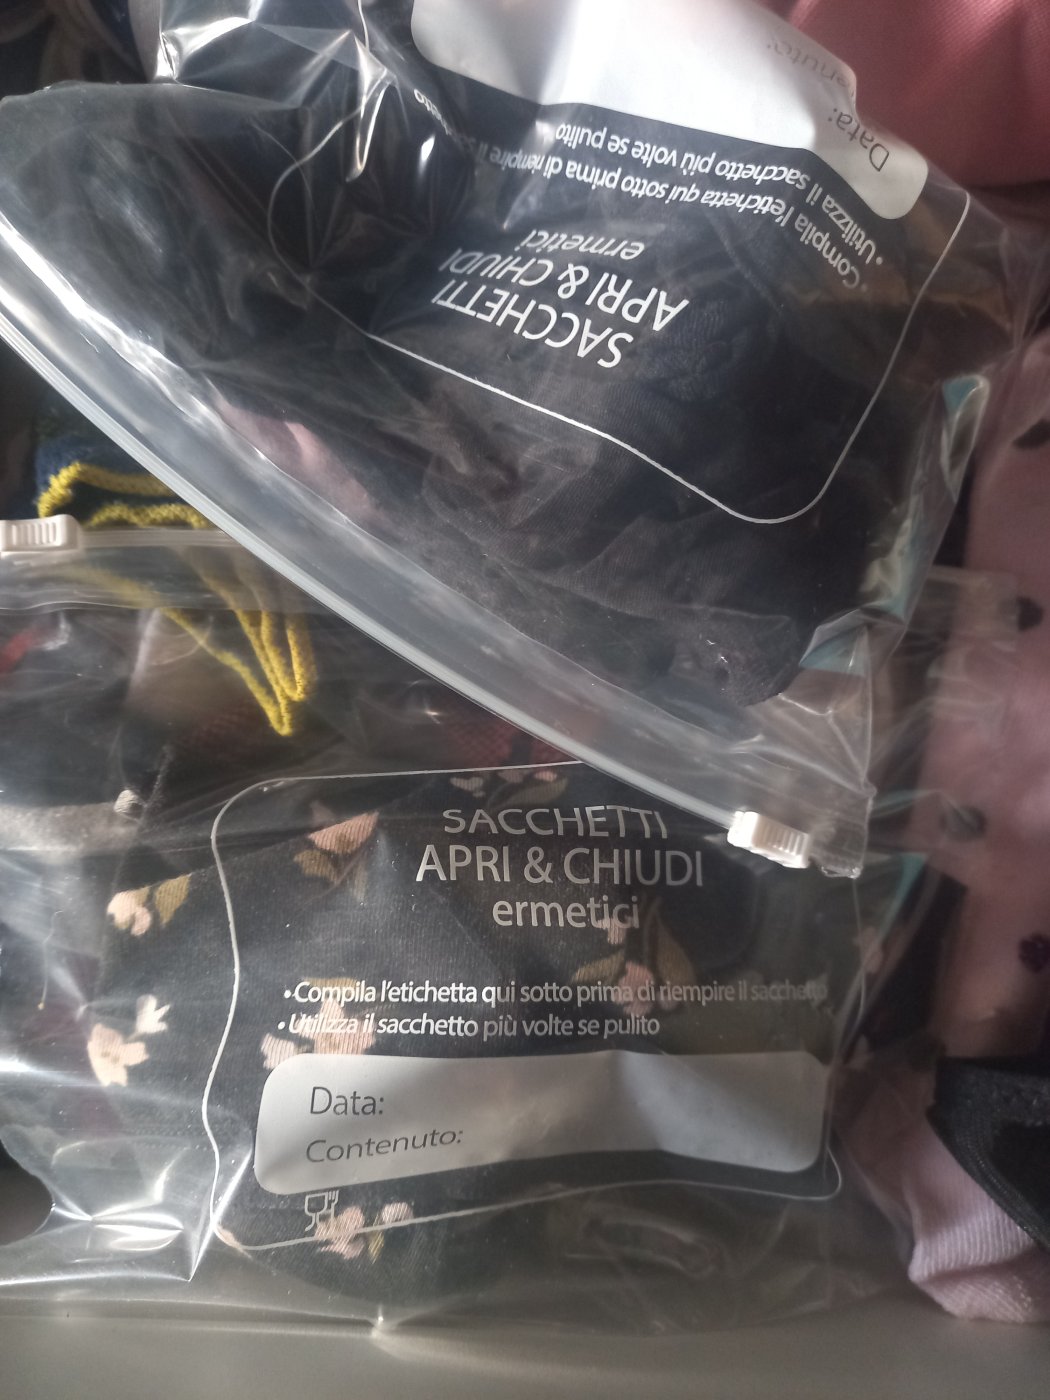 SACCHETTI
APRI & CHIUDI
ermetici
• Compila l'etichetta qui sotto prima di riempire il
• Utilizza il sacchetto più volte se pulito
Data:
SACCHETTI
APRI & CHIUDI
ermetici
•Compila l'etichetta qui sotto prima di riempire il sacchetto
• Utilizza il sacchetto più volte se pulito
Data:
Contenuto: